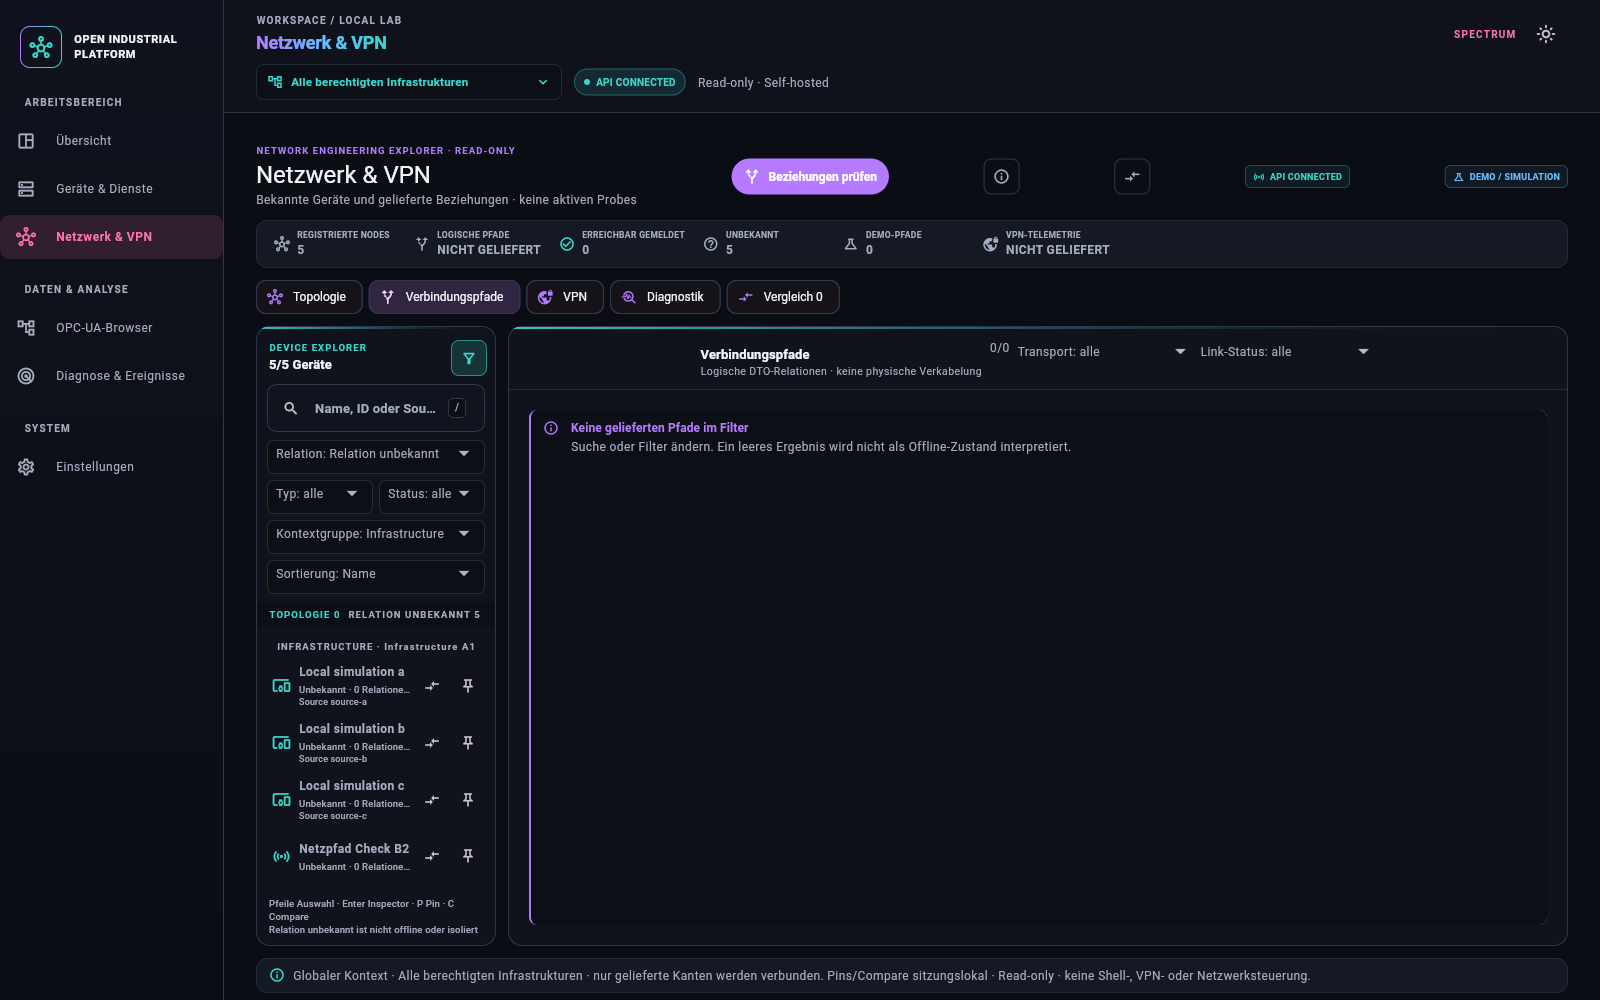 OPEN INDUSTRIAL
PLATFORM
ARBEITSBEREICH
Übersicht
Geräte & Dienste
Netzwerk & VPN
DATEN & ANALYSE
OPC-UA-Browser
Diagnose & Ereignisse
SYSTEM
Einstellungen
WORKSPACE / LOCAL LAB
Netzwerk & VPN
SPECTRUM
Alle berechtigten Infrastrukturen
API CONNECTED
Read-only · Self-hosted
NETWORK ENGINEERING EXPLORER · READ-ONLY
Netzwerk & VPN
Bekannte Geräte und gelieferte Beziehungen · keine aktiven Probes
Beziehungen prüfen
API CONNECTED
DEMO / SIMULATION
REGISTRIERTE NODES
5
LOGISCHE PFADE
NICHT GELIEFERT
ERREICHBAR GEMELDET
0
UNBEKANNT
5
DEMO-PFADE
0
VPN-TELEMETRIE
NICHT GELIEFERT
Topologie
Verbindungspfade
VPN
Diagnostik
Vergleich 0
DEVICE EXPLORER
5/5 Geräte
Name, ID oder Sou... /
Relation: Relation unbekannt
Typ: alle
Status: alle
Kontextgruppe: Infrastructure
Sortierung: Name
TOPOLOGIE 0 RELATION UNBEKANNT 5
INFRASTRUCTURE · Infrastructure A1
Local simulation a
Unbekannt · 0 Relatione...
Source source-a
Local simulation b
Unbekannt · 0 Relatione...
Source source-b
Local simulation c
Unbekannt · 0 Relatione...
Source source-c
Netzpfad Check B2
Unbekannt · 0 Relatione...
Pfeile Auswahl · Enter Inspector · P Pin · C
Compare
Relation unbekannt ist nicht offline oder isoliert
Verbindungspfade
Logische DTO-Relationen · keine physische Verkabelung
0/0
Transport: alle
Link-Status: alle
Keine gelieferten Pfade im Filter
Suche oder Filter ändern. Ein leeres Ergebnis wird nicht als Offline-Zustand interpretiert.
Globaler Kontext · Alle berechtigten Infrastrukturen · nur gelieferte Kanten werden verbunden. Pins/Compare sitzungslokal · Read-only · keine Shell-, VPN- oder Netzwerksteuerung.